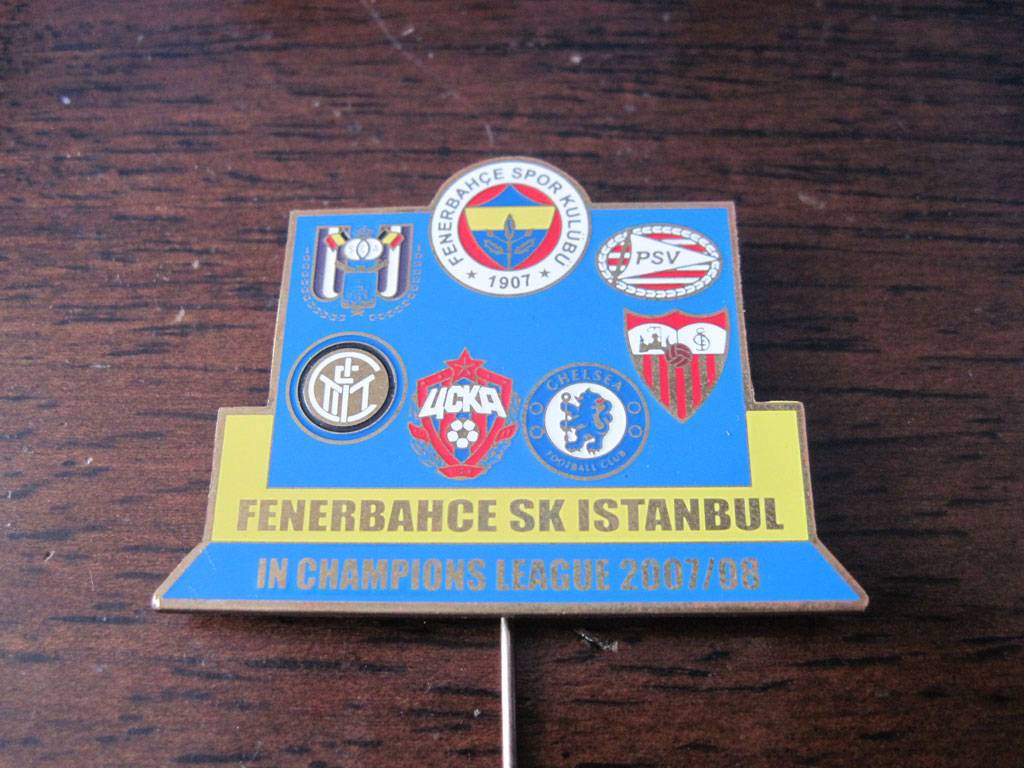 FENERBAHÇE SPOR KULÜBÜ
★ 1907 ★
PSV
ЦСКА
CHELSEA
FOOTBALL CLUB
FENERBAHCE SK ISTANBUL
IN CHAMPIONS LEAGUE 2007/08